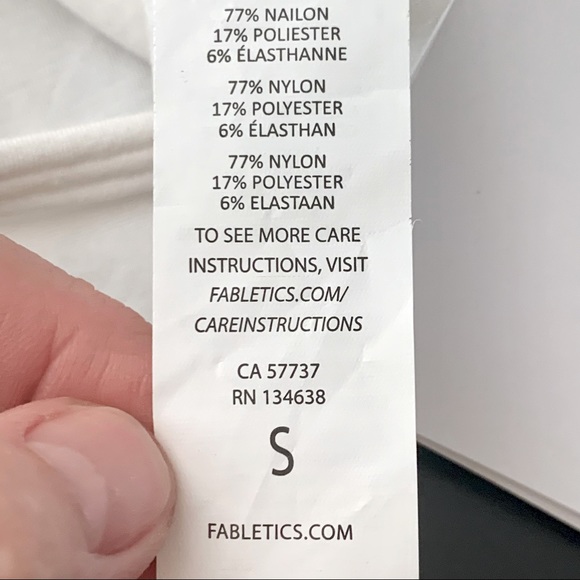 77% NAILON
17% POLIESTER
6% ÉLASTHANNE
77% NYLON
17% POLYESTER
6% ÉLASTHAN
77% NYLON
17% POLYESTER
6% ELASTAAN
TO SEE MORE CARE
INSTRUCTIONS, VISIT
FABLETICS.COM/
CAREINSTRUCTIONS
CA 57737
RN 134638
S
FABLETICS.COM